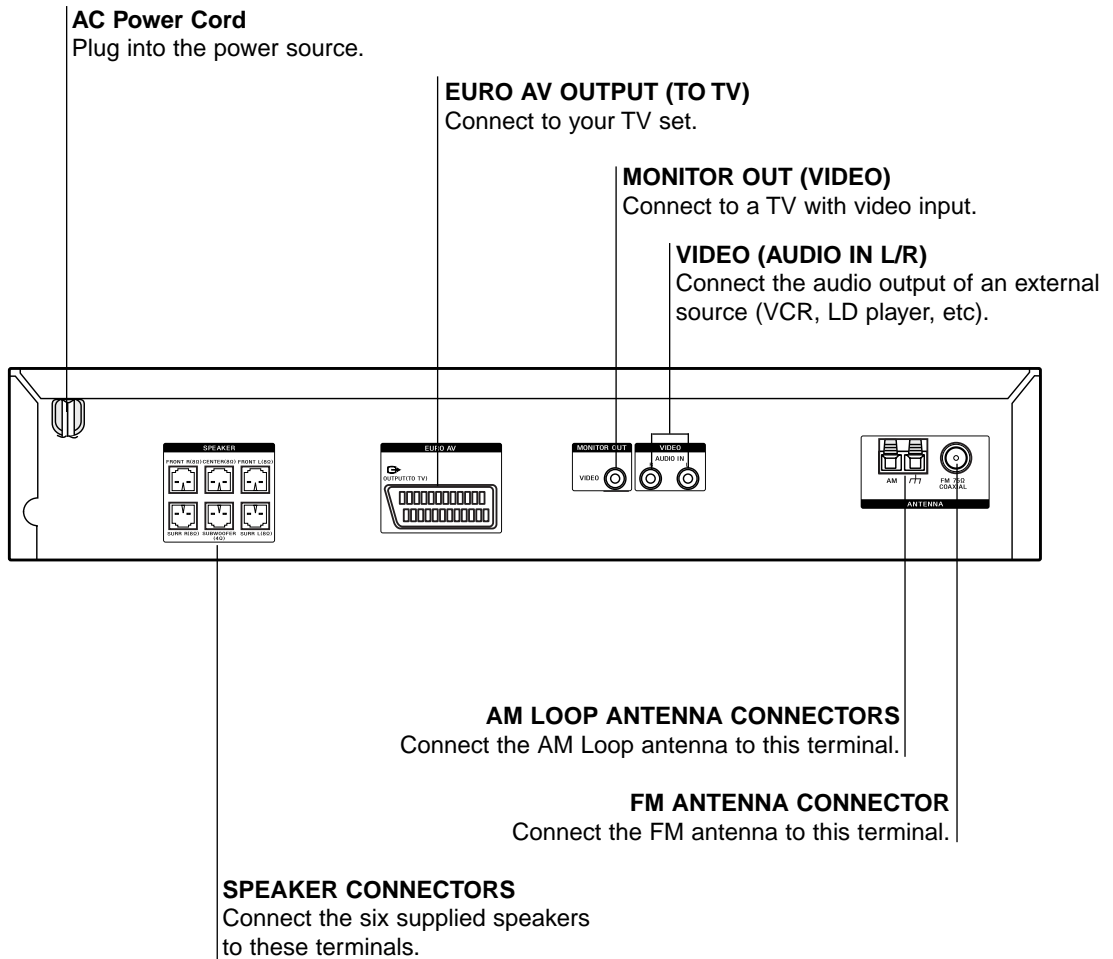 AC Power Cord
Plug into the power source.
EURO AV OUTPUT (TO TV)
Connect to your TV set.
MONITOR OUT (VIDEO)
Connect to a TV with video input.
VIDEO (AUDIO IN L/R)
Connect the audio output of an external
source (VCR, LD player, etc).
SPEAKER
FRONT R(8Ω) CENTER(8Ω) FRONT L(8Ω)
SURR R(8Ω) SUBWOOFER (4Ω) SURR L(8Ω)
EURO AV
OUTPUT(TO TV)
MONITOR OUT
VIDEO
VIDEO
AUDIO IN
AM
FM 75Ω
COAXIAL
ANTENNA
AM LOOP ANTENNA CONNECTORS
Connect the AM Loop antenna to this terminal.
FM ANTENNA CONNECTOR
Connect the FM antenna to this terminal.
SPEAKER CONNECTORS
Connect the six supplied speakers
to these terminals.